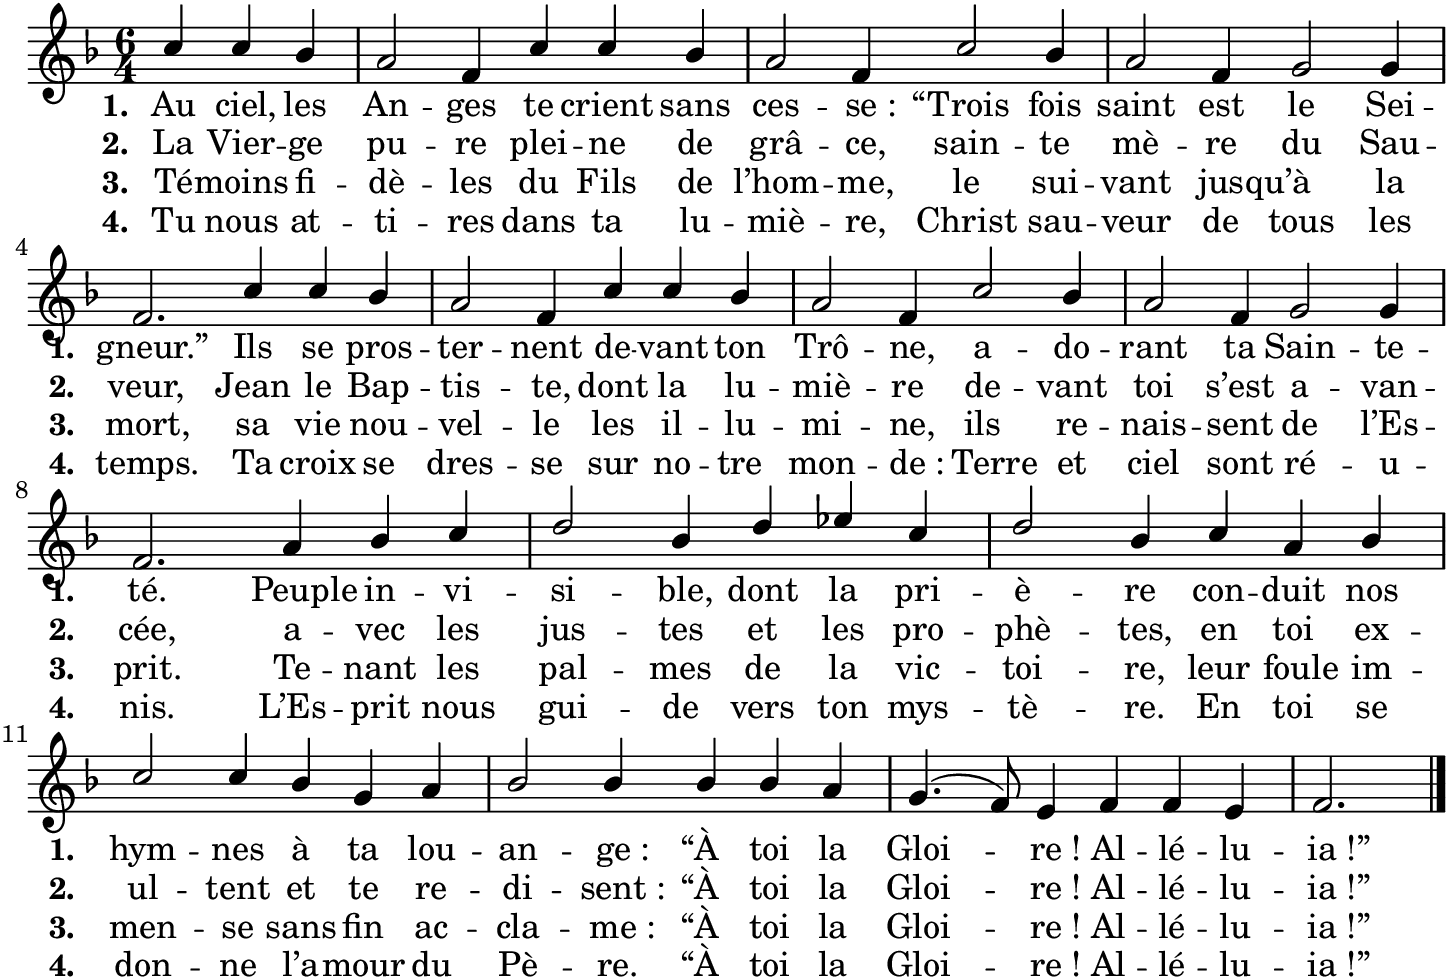 6
4
1. Au ciel, les An - ges te crient sans ces - se : “Trois fois saint est le Sei -
2. La Vier - ge pu - re plei - ne de grâ - ce, sain - te mè - re du Sau -
3. Témoins fi - dè - les du Fils de l’hom - me, le sui - vant jusqu’à la
4. Tu nous at - ti - res dans ta lu - miè - re, Christ sau - veur de tous les
4
1. gneur.” Ils se pros - ter - nent de - vant ton Trô - ne, a - do - rant ta Sain - te -
2. veur, Jean le Bap - tis - te, dont la lu - miè - re de - vant toi s’est a - van -
3. mort, sa vie nou - vel - le les il - lu - mi - ne, ils re - nais - sent de l’Es -
4. temps. Ta croix se dres - se sur no - tre mon - de : Terre et ciel sont ré - u -
8
1. té. Peuple in - vi - si - ble, dont la pri - è - re con - duit nos
2. cée, a - vec les jus - tes et les pro - phè - tes, en toi ex -
3. prit. Te - nant les pal - mes de la vic - toi - re, leur foule im -
4. nis. L’Es - prit nous gui - de vers ton mys - tè - re. En toi se
11
1. hym - nes à ta lou - an - ge : “À toi la Gloi - re ! Al - lé - lu - ia !”
2. ul - tent et te re - di - sent : “À toi la Gloi - re ! Al - lé - lu - ia !”
3. men - se sans fin ac - cla - me : “À toi la Gloi - re ! Al - lé - lu - ia !”
4. don - ne l’amour du Pè - re. “À toi la Gloi - re ! Al - lé - lu - ia !”